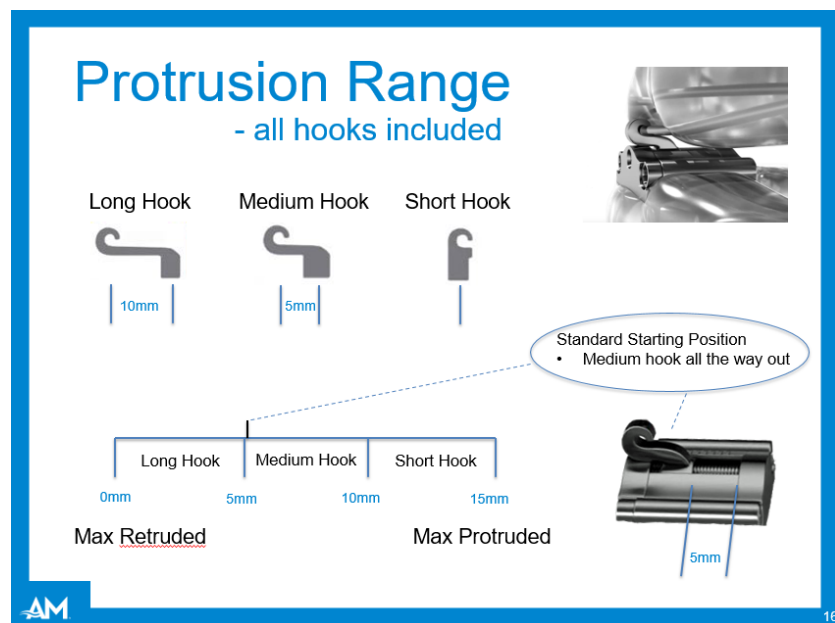 Protrusion Range
- all hooks included
Long Hook
Medium Hook
Short Hook
10mm
5mm
Standard Starting Position
• Medium hook all the way out
Long Hook
Medium Hook
Short Hook
0mm
5mm
10mm
15mm
Max Retruded
Max Protruded
5mm
AM
16